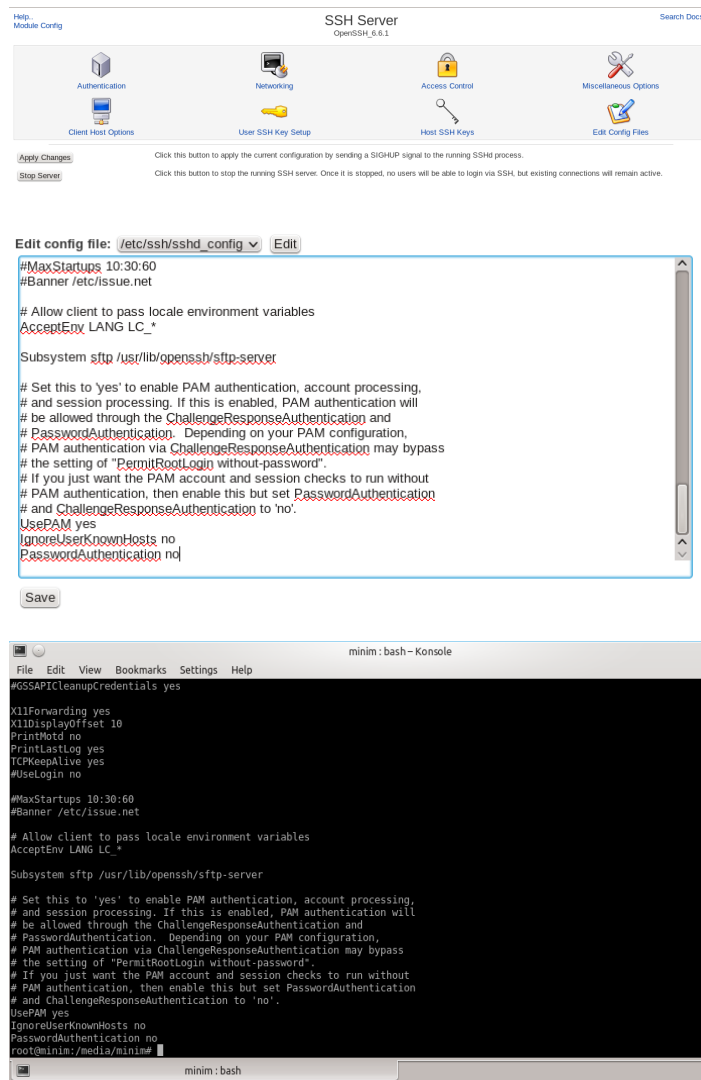 Help..
Module Config
SSH Server
OpenSSH_6.6.1
Search Docs
Authentication
Networking
Access Control
Miscellaneous Options
Client Host Options
User SSH Key Setup
Host SSH Keys
Edit Config Files
Apply Changes
Click this button to apply the current configuration by sending a SIGHUP signal to the running SSHd process.
Stop Server
Click this button to stop the running SSH server. Once it is stopped, no users will be able to login via SSH, but existing connections will remain active.
Edit config file: /etc/ssh/sshd_config Edit
#MaxStartups 10:30:60
#Banner /etc/issue.net
# Allow client to pass locale environment variables
AcceptEnv LANG LC_*
Subsystem sftp /usr/lib/openssh/sftp-server
# Set this to 'yes' to enable PAM authentication, account processing,
# and session processing. If this is enabled, PAM authentication will
# be allowed through the ChallengeResponseAuthentication and
# PasswordAuthentication.  Depending on your PAM configuration,
# PAM authentication via ChallengeResponseAuthentication may bypass
# the setting of "PermitRootLogin without-password".
# If you just want the PAM account and session checks to run without
# PAM authentication, then enable this but set PasswordAuthentication
# and ChallengeResponseAuthentication to 'no'.
UsePAM yes
IgnoreUserKnownHosts no
PasswordAuthentication no
Save
minim : bash – Konsole
File Edit View Bookmarks Settings Help
#GSSAPICleanupCredentials yes
X11Forwarding yes
X11DisplayOffset 10
PrintMotd no
PrintLastLog yes
TCPKeepAlive yes
#UseLogin no
#MaxStartups 10:30:60
#Banner /etc/issue.net
# Allow client to pass locale environment variables
AcceptEnv LANG LC_*
Subsystem sftp /usr/lib/openssh/sftp-server
# Set this to 'yes' to enable PAM authentication, account processing,
# and session processing. If this is enabled, PAM authentication will
# be allowed through the ChallengeResponseAuthentication and
# PasswordAuthentication.  Depending on your PAM configuration,
# PAM authentication via ChallengeResponseAuthentication may bypass
# the setting of "PermitRootLogin without-password".
# If you just want the PAM account and session checks to run without
# PAM authentication, then enable this but set PasswordAuthentication
# and ChallengeResponseAuthentication to 'no'.
UsePAM yes
IgnoreUserKnownHosts no
PasswordAuthentication no
root@minim:/media/minim#
minim : bash